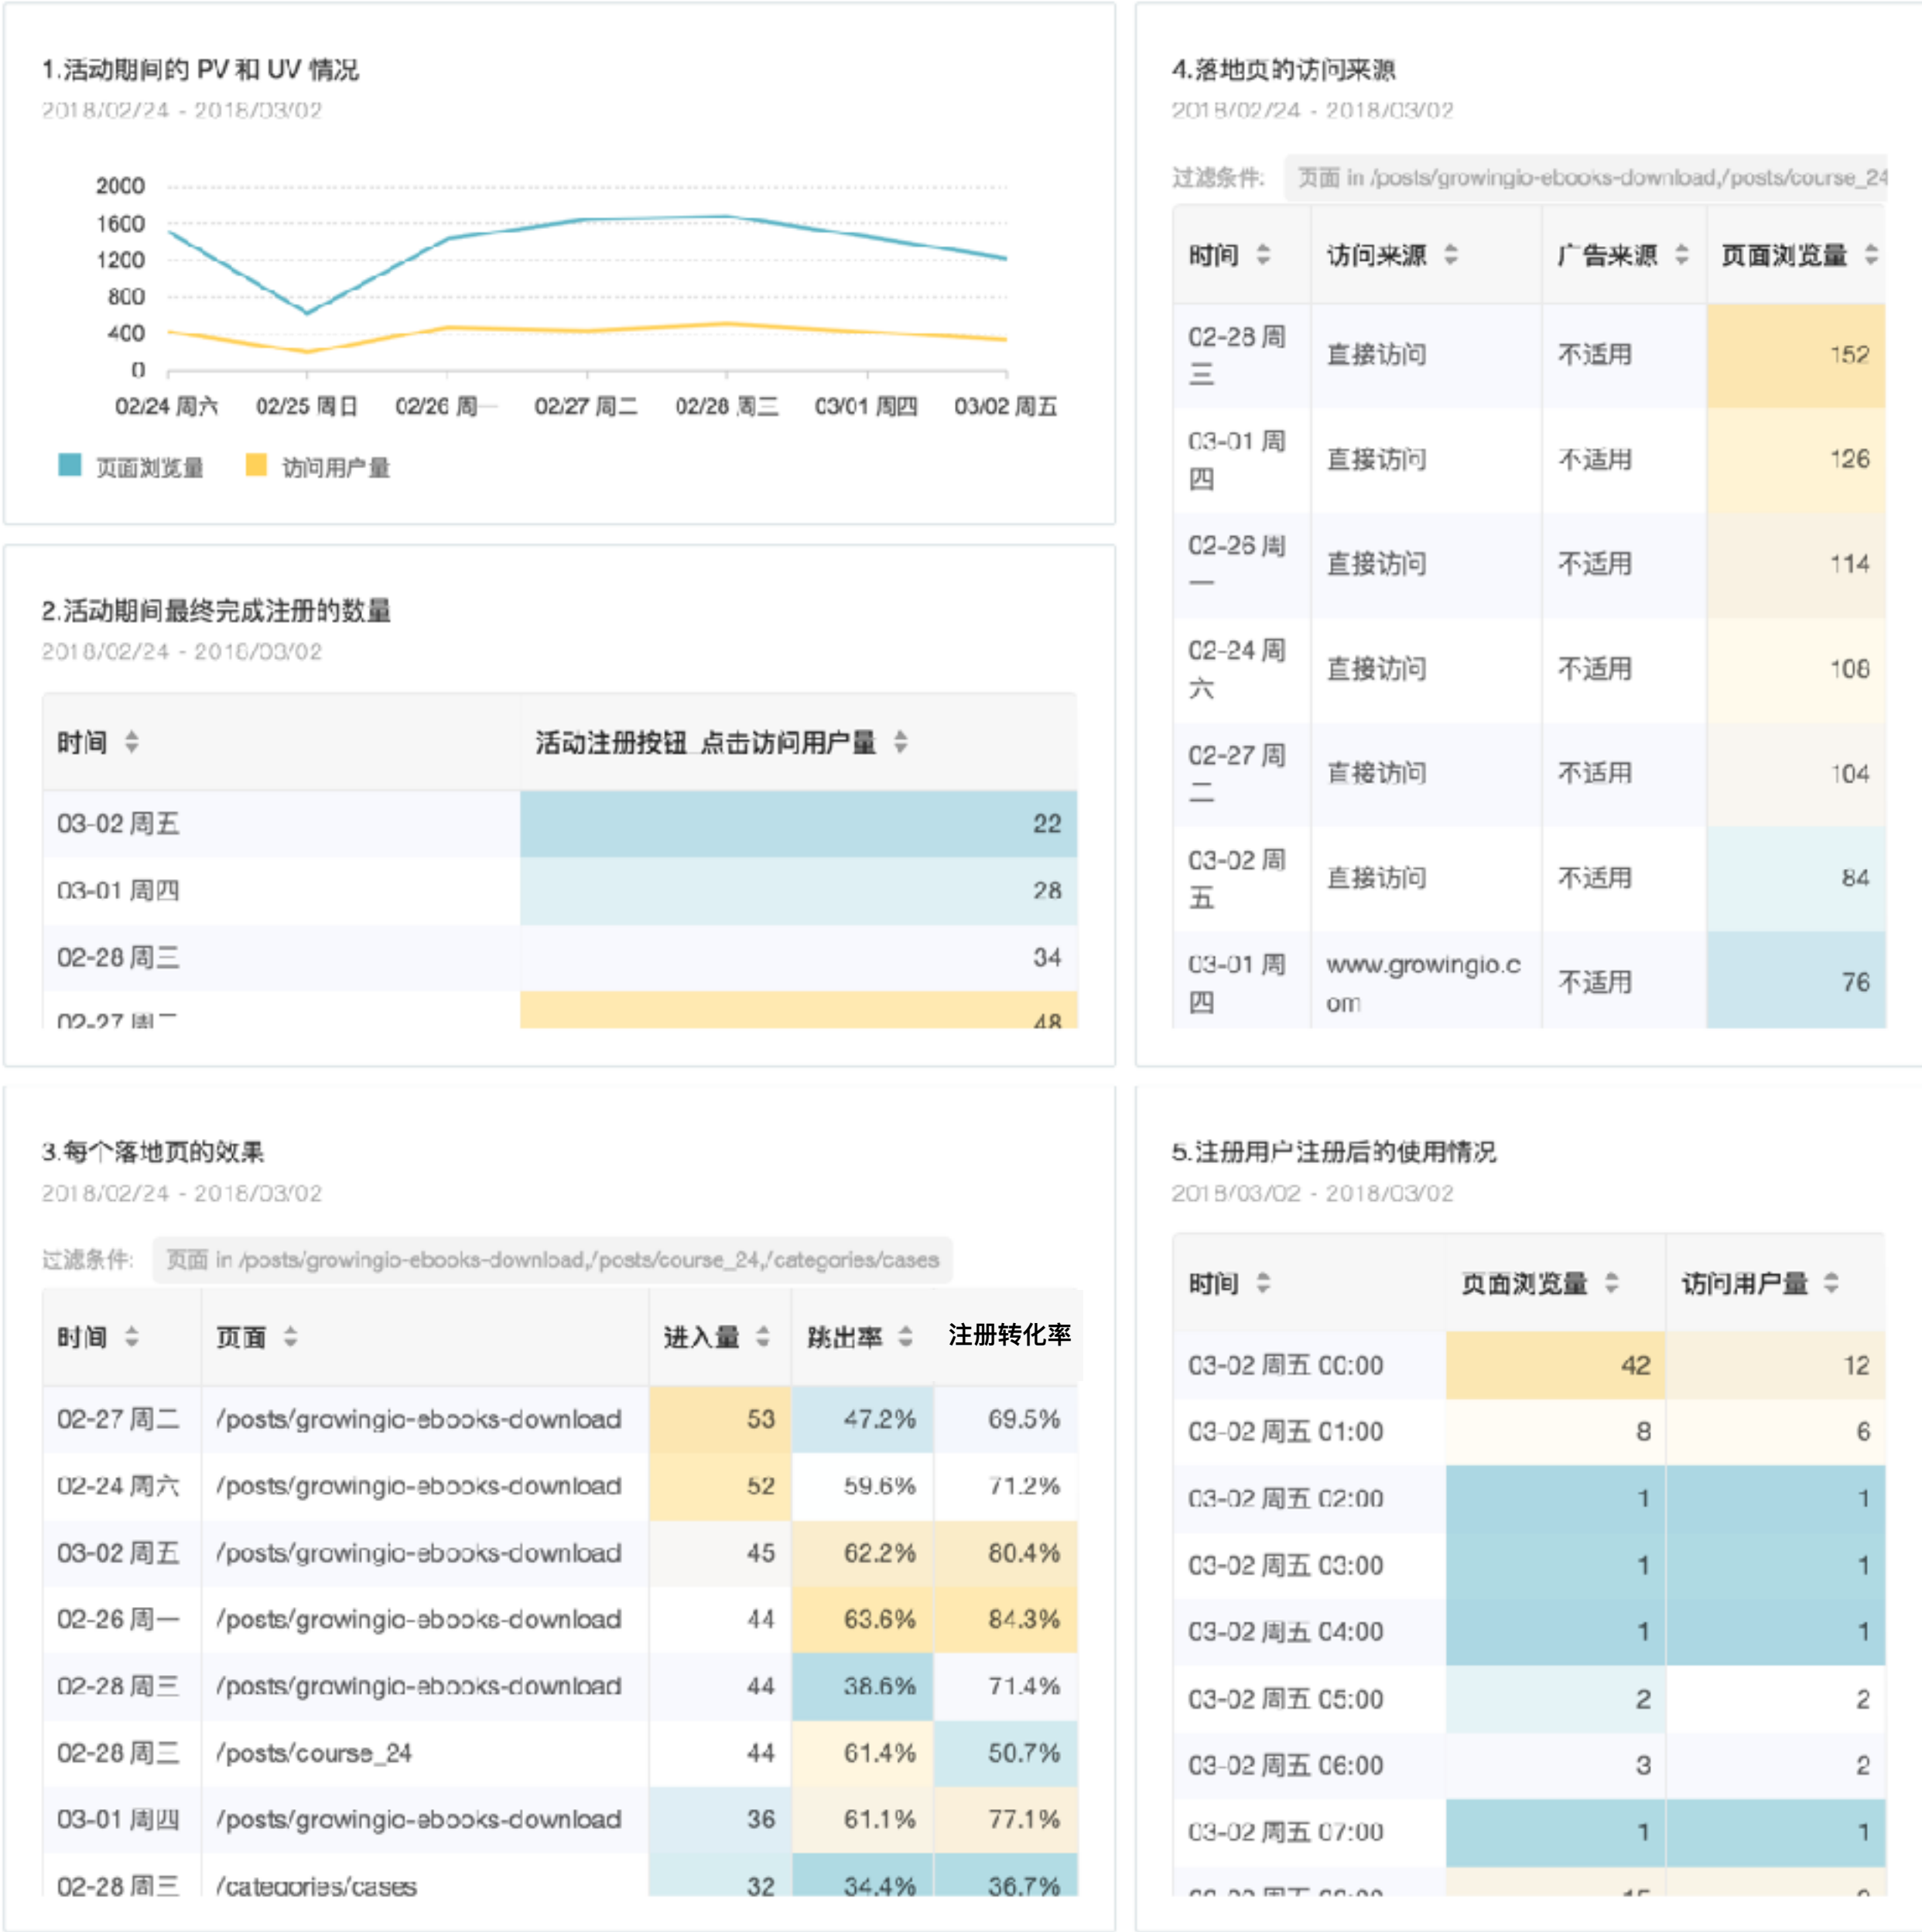 1.活动期间的 PV 和 UV 情况
2018/02/24 - 2018/03/02
2000
1600
1200
800
400
0
02/24 周六 02/25 周日 02/26 周一 02/27 周二 02/28 周三 03/01 周四 03/02 周五
页面浏览量 访问用户量
2.活动期间最终完成注册的数量
2018/02/24 - 2018/03/02
时间 活动注册按钮_点击访问用户量
03-02 周五 22
03-01 周四 28
02-28 周三 34
02-27 周二 48
3.每个落地页的效果
2018/02/24 - 2018/03/02
过滤条件: 页面 in /posts/growingio-ebooks-download,/posts/course_24,/categories/cases
时间 页面 进入量 跳出率 注册转化率
02-27 周二 /posts/growingio-ebooks-download 53 47.2% 69.5%
02-24 周六 /posts/growingio-ebooks-download 52 59.6% 71.2%
03-02 周五 /posts/growingio-ebooks-download 45 62.2% 80.4%
02-26 周一 /posts/growingio-ebooks-download 44 63.6% 84.3%
02-28 周三 /posts/growingio-ebooks-download 44 38.6% 71.4%
02-28 周三 /posts/course_24 44 61.4% 50.7%
03-01 周四 /posts/growingio-ebooks-download 36 61.1% 77.1%
02-28 周三 /categories/cases 32 34.4% 36.7%
4.落地页的访问来源
2018/02/24 - 2018/03/02
过滤条件: 页面 in /posts/growingio-ebooks-download,/posts/course_24
时间 访问来源 广告来源 页面浏览量
02-28 周
三 直接访问 不适用 152
03-01 周
四 直接访问 不适用 126
02-26 周
一 直接访问 不适用 114
02-24 周
六 直接访问 不适用 108
02-27 周
二 直接访问 不适用 104
03-02 周
五 直接访问 不适用 84
03-01 周 www.growingio.c
四 om 不适用 76
5.注册用户注册后的使用情况
2018/03/02 - 2018/03/02
时间 页面浏览量 访问用户量
03-02 周五 00:00 42 12
03-02 周五 01:00 8 6
03-02 周五 02:00 1 1
03-02 周五 03:00 1 1
03-02 周五 04:00 1 1
03-02 周五 05:00 2 2
03-02 周五 06:00 3 2
03-02 周五 07:00 1 1